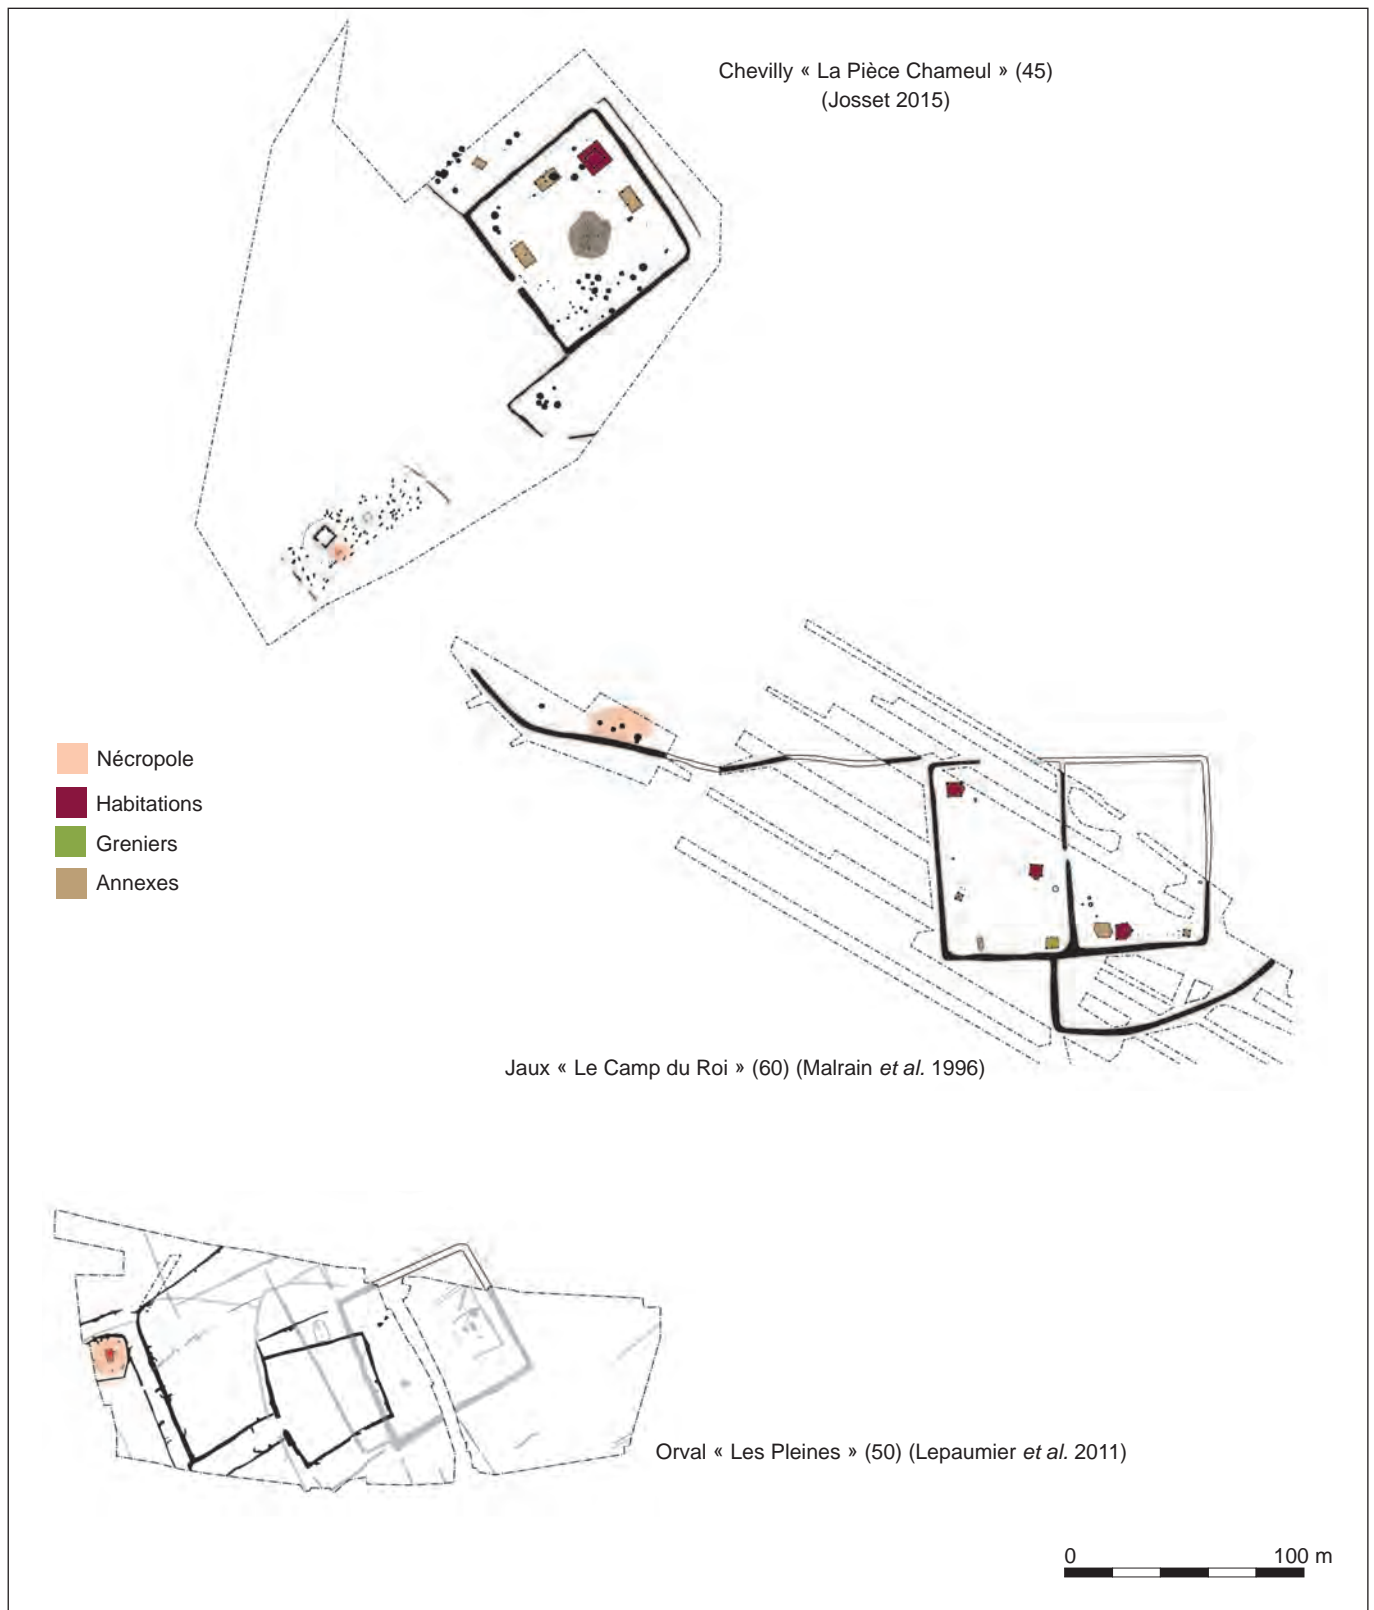 Chevilly « La Pièce Chameul » (45)
(Josset 2015)
Nécropole
Habitations
Greniers
Annexes
Jaux « Le Camp du Roi » (60) (Malrain et al. 1996)
Orval « Les Pleines » (50) (Lepaumier et al. 2011)
0 100 m